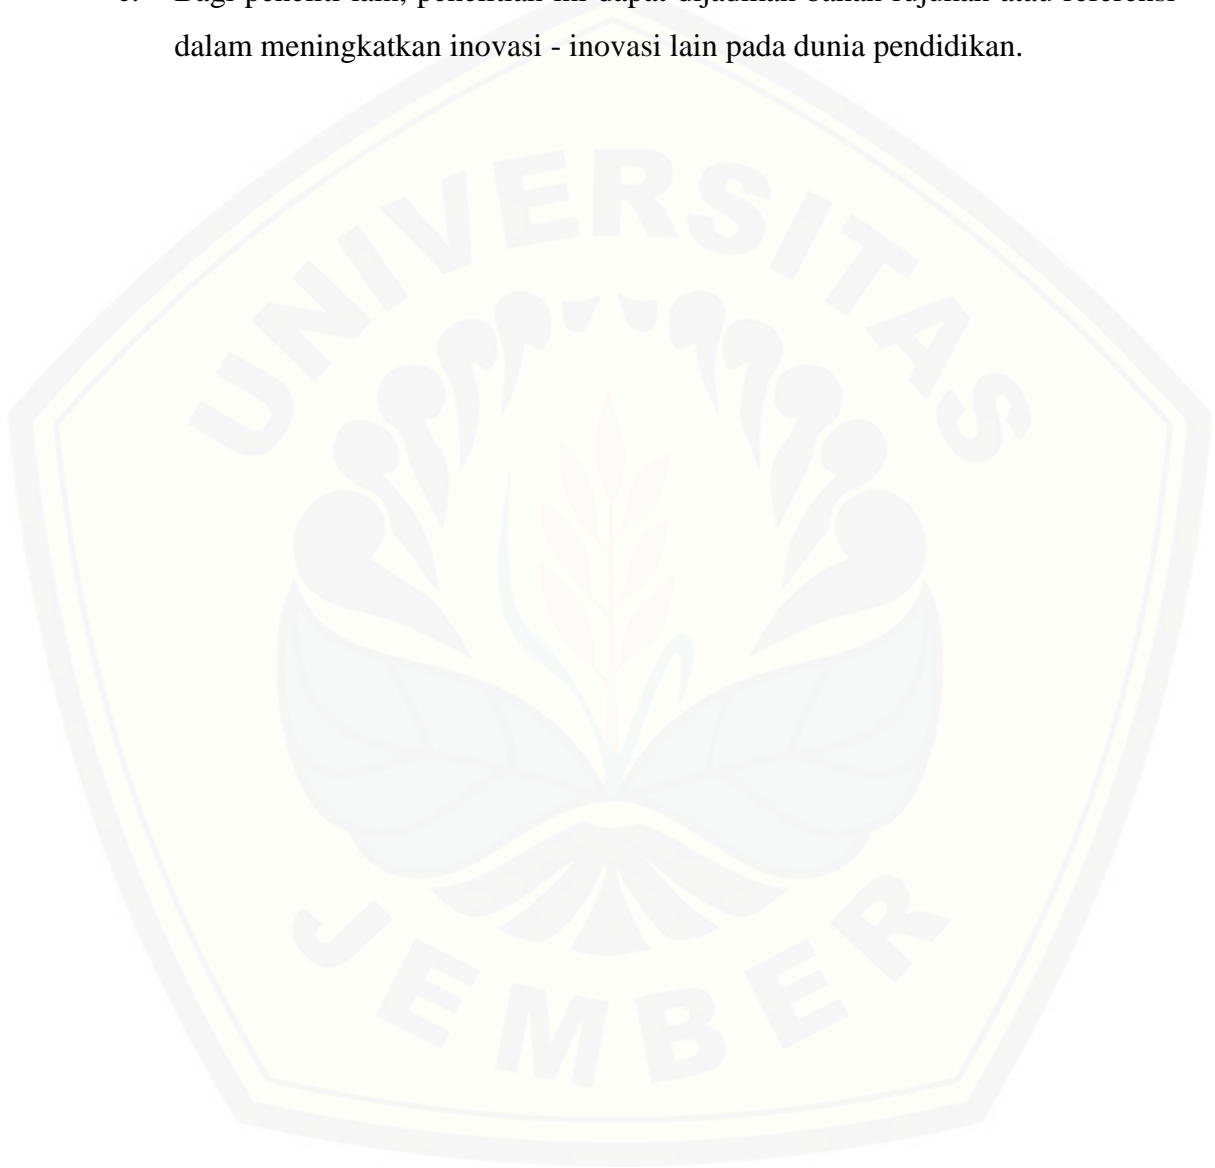 Bagi peneliti lain, penelitian ini dapat dijadikan bahan rujukan atau referensi
dalam meningkatkan inovasi - inovasi lain pada dunia pendidikan.
UNIVERSITAS
JEMBER